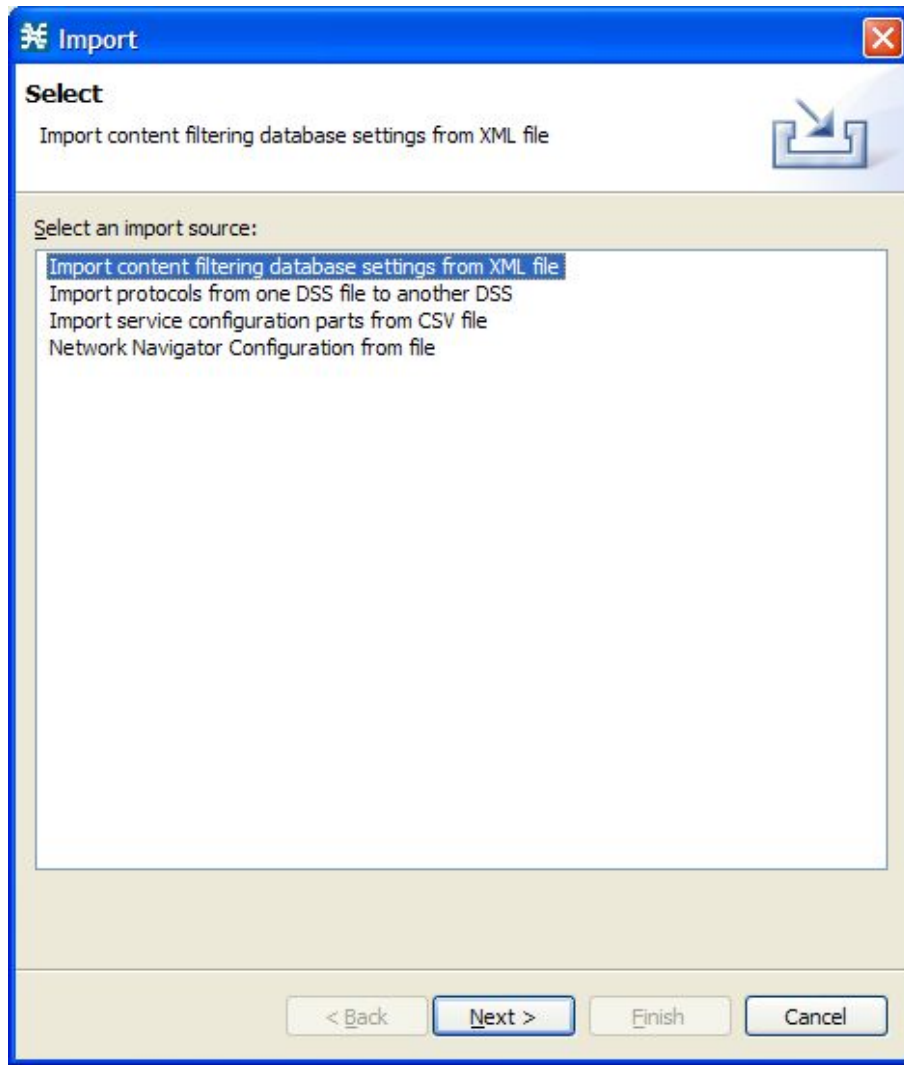 Import
Select
Import content filtering database settings from XML file
Select an import source:
Import content filtering database settings from XML file
Import protocols from one DSS file to another DSS
Import service configuration parts from CSV file
Network Navigator Configuration from file
< Back Next > Finish Cancel